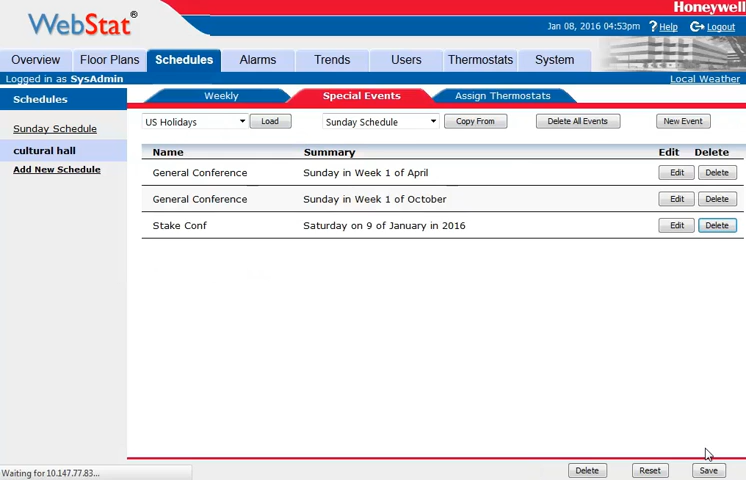 Honeywell
WebStat®
Jan 08, 2016 04:53pm ? Help Logout
Overview Floor Plans Schedules Alarms Trends Users Thermostats System
Logged in as SysAdmin Local Weather
Schedules Weekly Special Events Assign Thermostats
US Holidays Load Sunday Schedule Copy From Delete All Events New Event
Sunday Schedule
cultural hall
Add New Schedule
Name Summary Edit Delete
General Conference Sunday in Week 1 of April Edit Delete
General Conference Sunday in Week 1 of October Edit Delete
Stake Conf Saturday on 9 of January in 2016 Edit Delete
Waiting for 10.147.77.83... Delete Reset Save